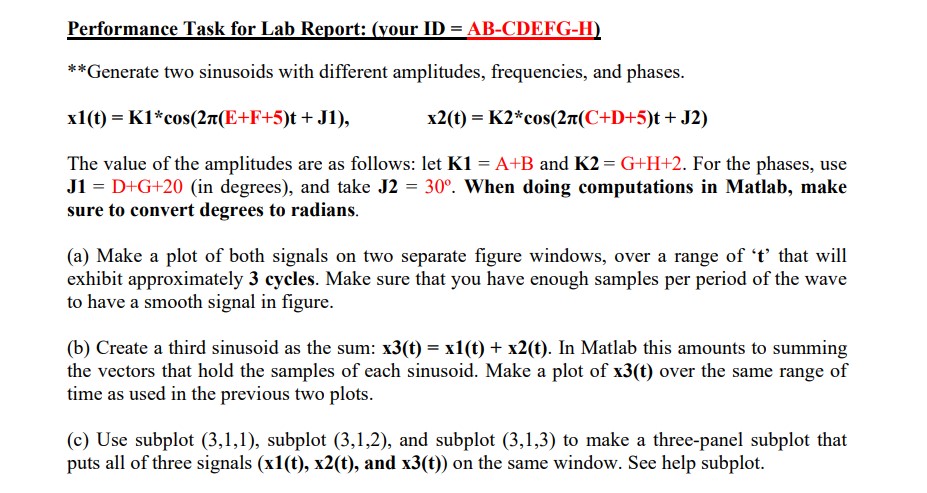 Performance Task for Lab Report: (your ID = AB-CDEFG-H)
**Generate two sinusoids with different amplitudes, frequencies, and phases.
x1(t) = K1*cos(2π(E+F+5)t + J1), x2(t) = K2*cos(2π(C+D+5)t + J2)
The value of the amplitudes are as follows: let K1 = A+B and K2 = G+H+2. For the phases, use
J1 = D+G+20 (in degrees), and take J2 = 30º. When doing computations in Matlab, make
sure to convert degrees to radians.
(a) Make a plot of both signals on two separate figure windows, over a range of ‘t’ that will
exhibit approximately 3 cycles. Make sure that you have enough samples per period of the wave
to have a smooth signal in figure.
(b) Create a third sinusoid as the sum: x3(t) = x1(t) + x2(t). In Matlab this amounts to summing
the vectors that hold the samples of each sinusoid. Make a plot of x3(t) over the same range of
time as used in the previous two plots.
(c) Use subplot (3,1,1), subplot (3,1,2), and subplot (3,1,3) to make a three-panel subplot that
puts all of three signals (x1(t), x2(t), and x3(t)) on the same window. See help subplot.